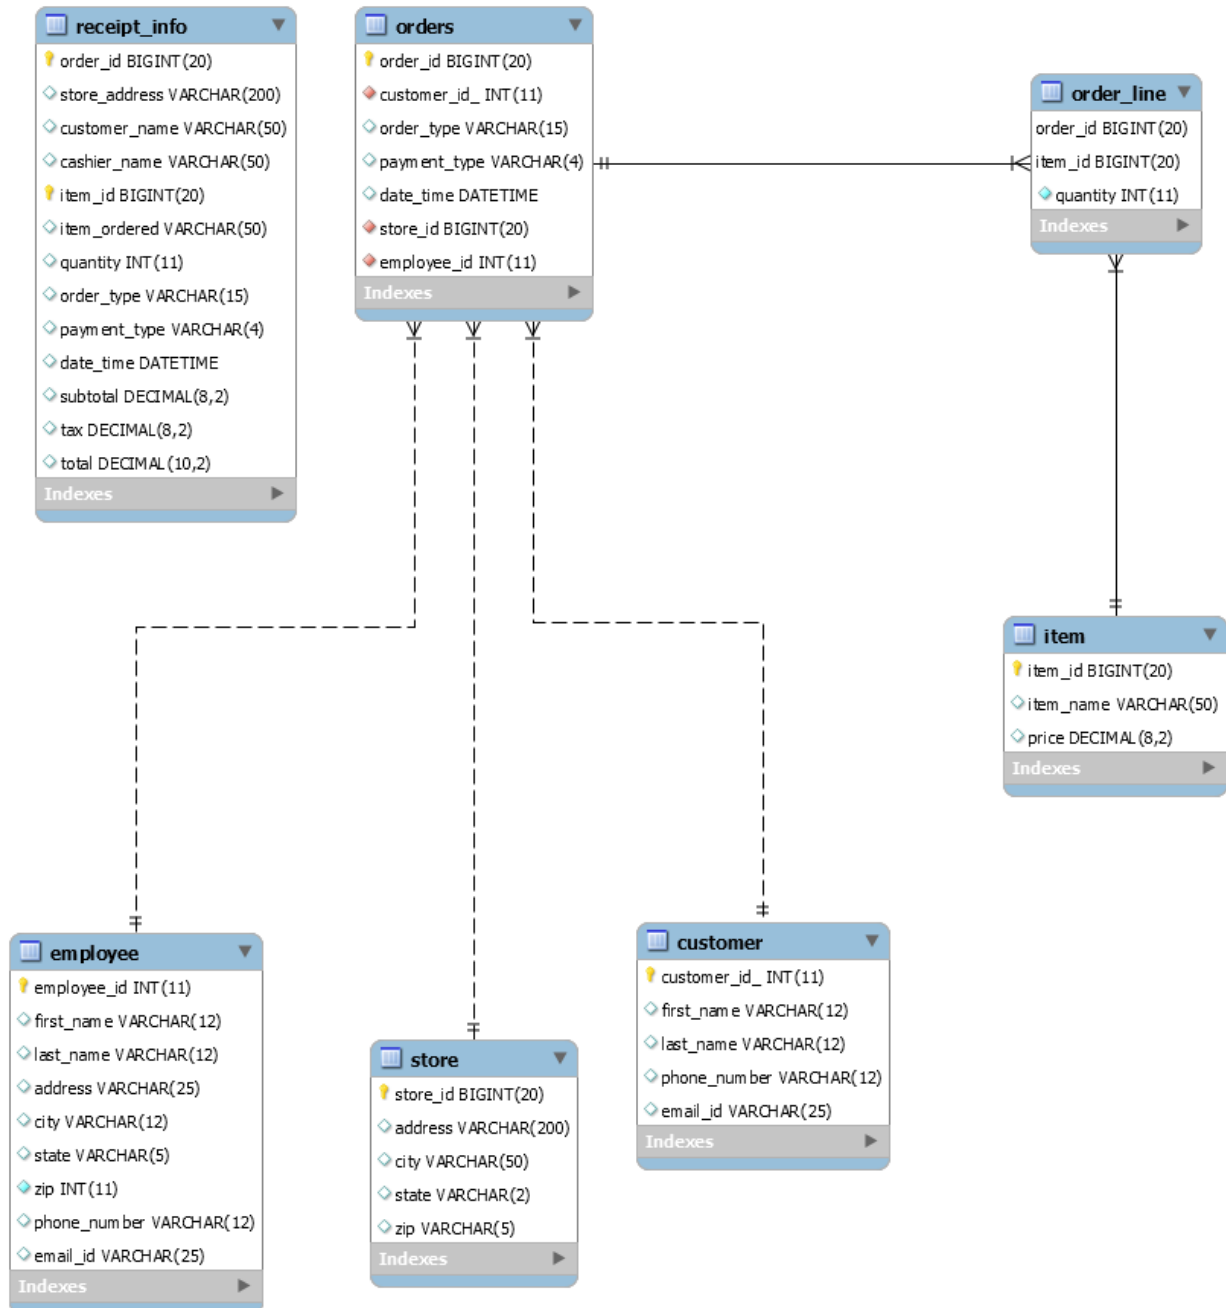 receipt_info
order_id BIGINT(20)
store_address VARCHAR(200)
customer_name VARCHAR(50)
cashier_name VARCHAR(50)
item_id BIGINT(20)
item_ordered VARCHAR(50)
quantity INT(11)
order_type VARCHAR(15)
payment_type VARCHAR(4)
date_time DATETIME
subtotal DECIMAL(8,2)
tax DECIMAL(8,2)
total DECIMAL(10,2)
Indexes
orders
order_id BIGINT(20)
customer_id_ INT(11)
order_type VARCHAR(15)
payment_type VARCHAR(4)
date_time DATETIME
store_id BIGINT(20)
employee_id INT(11)
Indexes
order_line
order_id BIGINT(20)
item_id BIGINT(20)
quantity INT(11)
Indexes
item
item_id BIGINT(20)
item_name VARCHAR(50)
price DECIMAL(8,2)
Indexes
employee
employee_id INT(11)
first_name VARCHAR(12)
last_name VARCHAR(12)
address VARCHAR(25)
city VARCHAR(12)
state VARCHAR(5)
zip INT(11)
phone_number VARCHAR(12)
email_id VARCHAR(25)
Indexes
store
store_id BIGINT(20)
address VARCHAR(200)
city VARCHAR(50)
state VARCHAR(2)
zip VARCHAR(5)
Indexes
customer
customer_id_ INT(11)
first_name VARCHAR(12)
last_name VARCHAR(12)
phone_number VARCHAR(12)
email_id VARCHAR(25)
Indexes